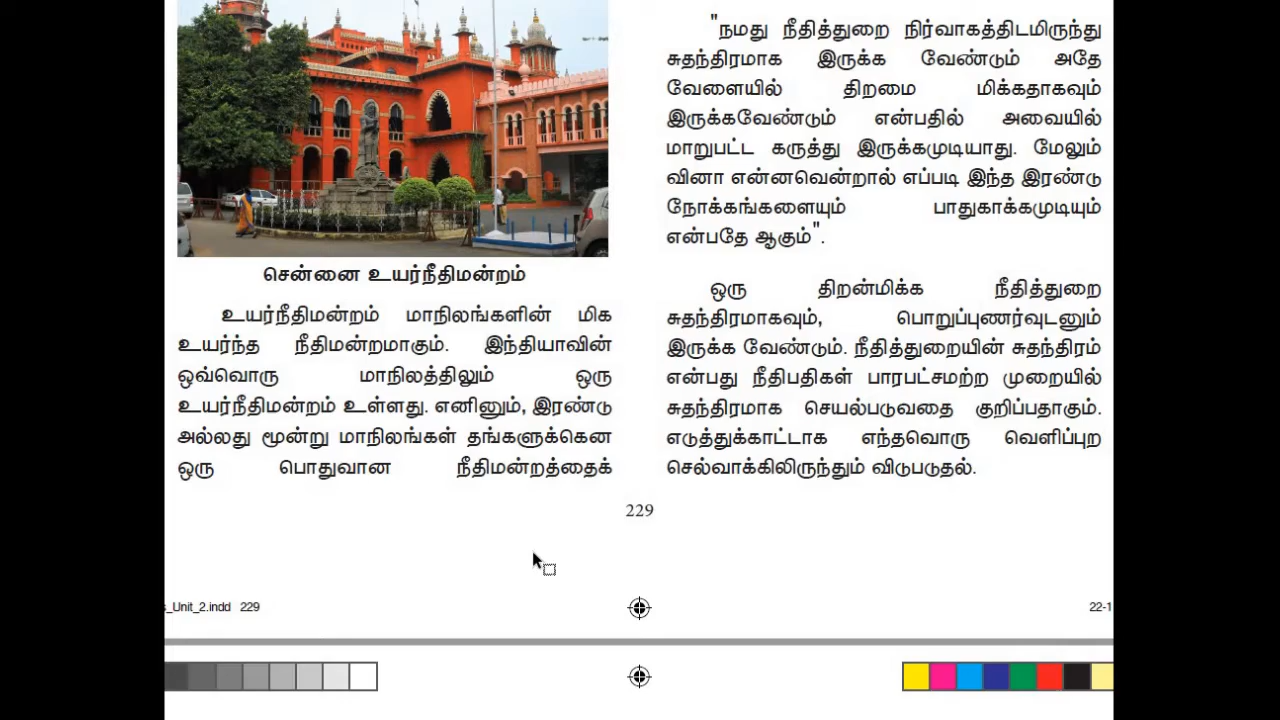 சென்னை உயர்நீதிமன்றம்
உயர்நீதிமன்றம் மாநிலங்களின் மிக
உயர்ந்த நீதிமன்றமாகும். இந்தியாவின்
ஒவ்வொரு மாநிலத்திலும் ஒரு
உயர்நீதிமன்றம் உள்ளது. எனினும், இரண்டு
அல்லது மூன்று மாநிலங்கள் தங்களுக்கென
ஒரு பொதுவான நீதிமன்றத்தைக்
"நமது நீதித்துறை நிர்வாகத்திடமிருந்து
சுதந்திரமாக இருக்க வேண்டும் அதே
வேளையில் திறமை மிக்கதாகவும்
இருக்கவேண்டும் என்பதில் அவையில்
மாறுபட்ட கருத்து இருக்கமுடியாது. மேலும்
வினா என்னவென்றால் எப்படி இந்த இரண்டு
நோக்கங்களையும் பாதுகாக்கமுடியும்
என்பதே ஆகும்".
ஒரு திறன்மிக்க நீதித்துறை
சுதந்திரமாகவும், பொறுப்புணர்வுடனும்
இருக்க வேண்டும். நீதித்துறையின் சுதந்திரம்
என்பது நீதிபதிகள் பாரபட்சமற்ற முறையில்
சுதந்திரமாக செயல்படுவதை குறிப்பதாகும்.
எடுத்துக்காட்டாக எந்தவொரு வெளிப்புற
செல்வாக்கிலிருந்தும் விடுபடுதல்.
229
s_Unit_2.indd 229
22-1